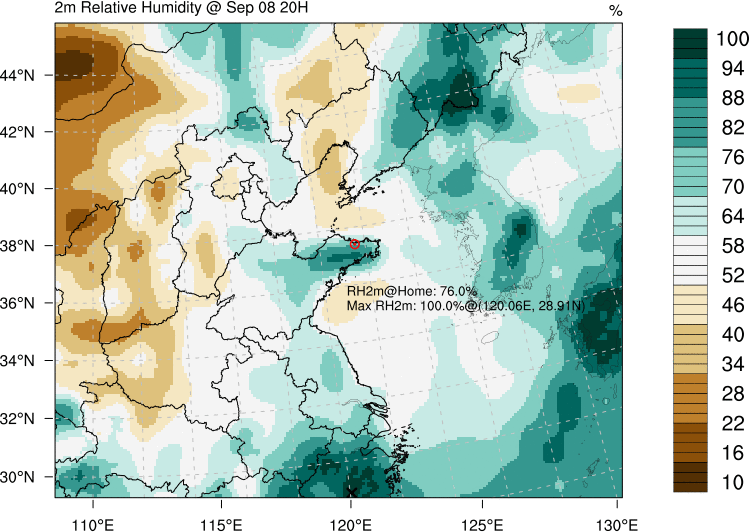 2m Relative Humidity @ Sep 08 20H
%
44°N
42°N
40°N
38°N
36°N
34°N
32°N
30°N
110°E
115°E
120°E
125°E
130°E
RH2m@Home: 76.0%
Max RH2m: 100.0%@(120.06E, 28.91N)
100
94
88
82
76
70
64
58
52
46
40
34
28
22
16
10